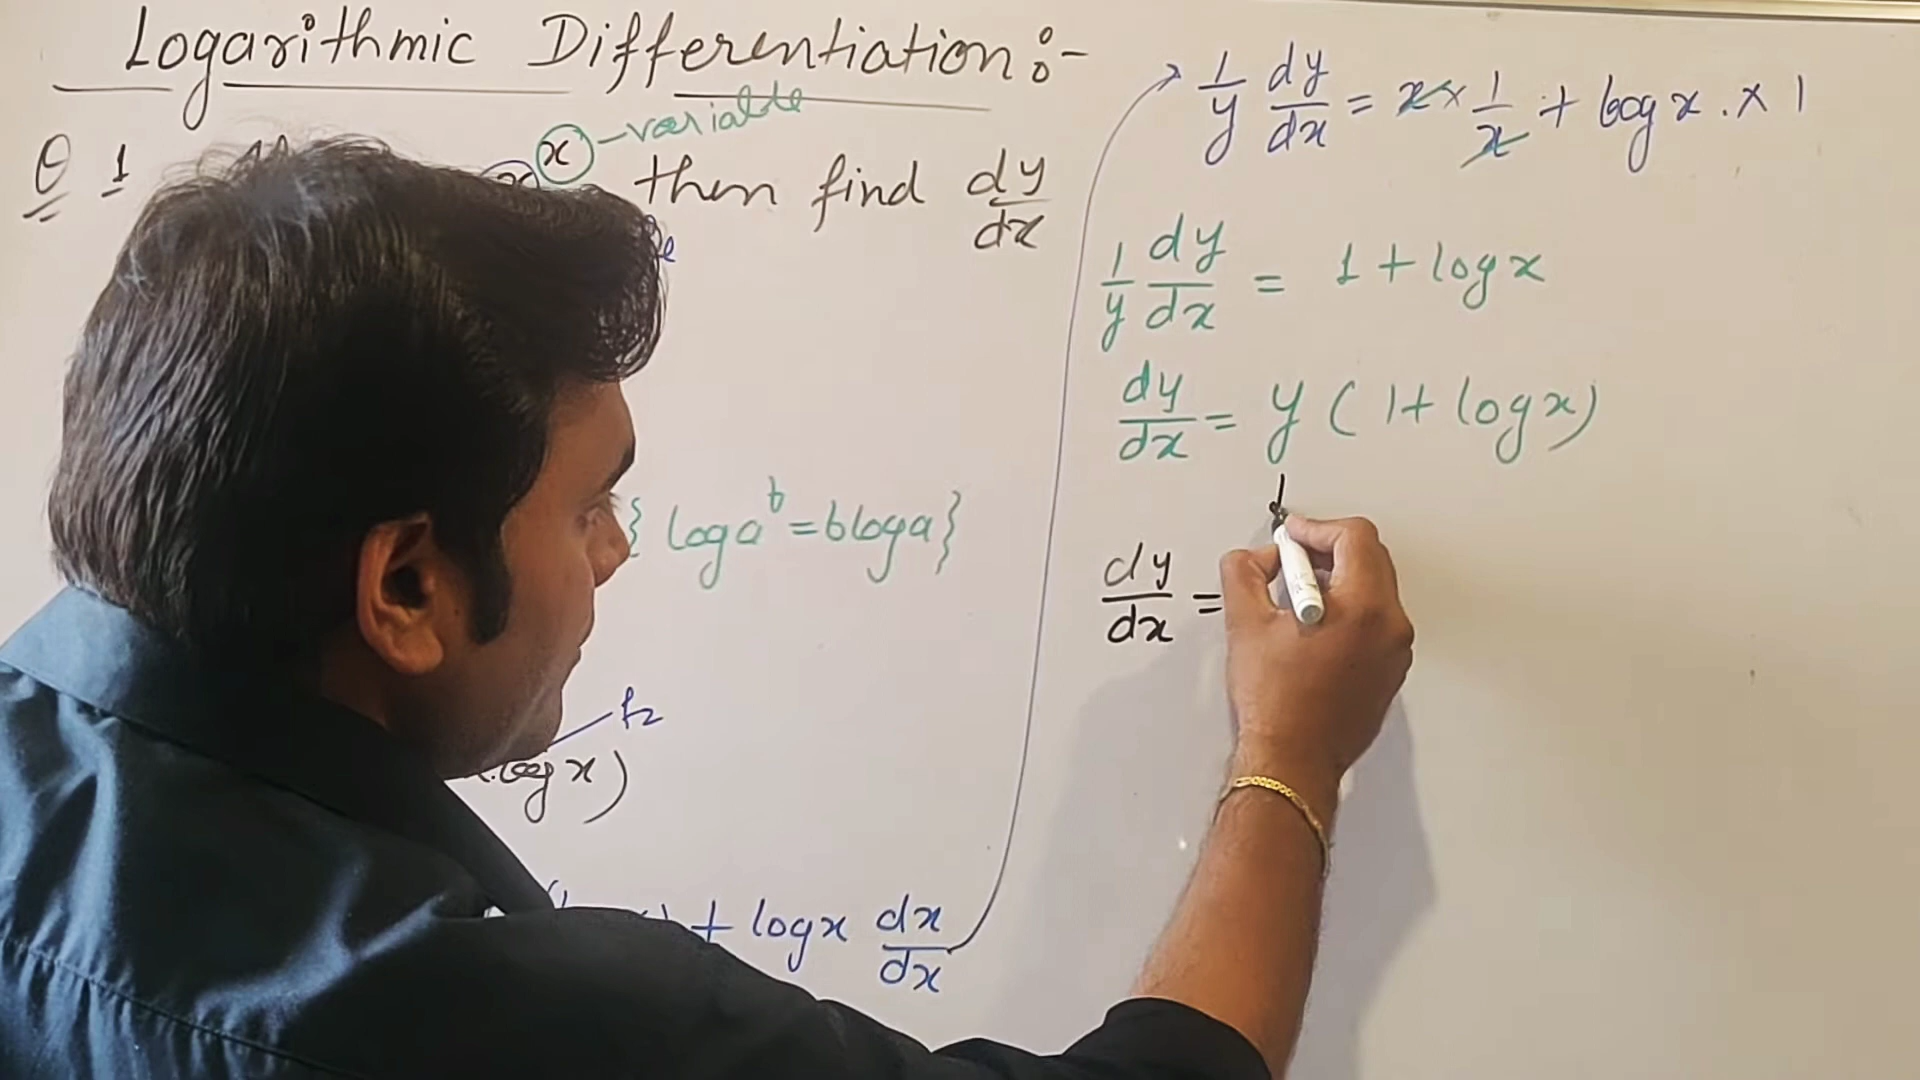 Logarithmic Differentiation:-
x - variable
Q 1 then find dy/dx
{ log a^b = b log a }
f2
log x)
+ log x dx/dx
1/y dy/dx = x × 1/x + log x . × 1
1/y dy/dx = 1 + log x
dy/dx = y ( 1 + log x )
dy/dx =